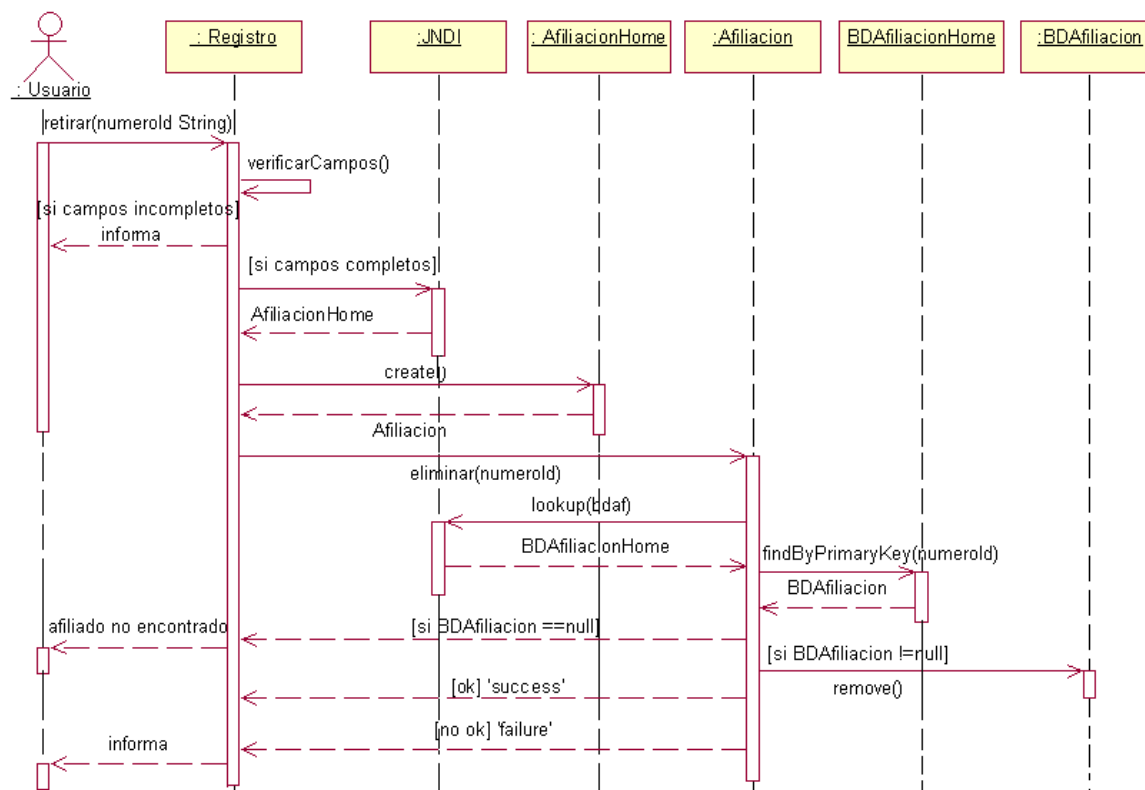 : Registro
:JNDI
: AfiliacionHome
:Afiliacion
BDAfiliacionHome
:BDAfiliacion
: Usuario
retirar(numeroId String)
verificarCampos()
[si campos incompletos]
informa
[si campos completos]
AfiliacionHome
create()
Afiliacion
eliminar(numeroId)
lookup(bdaf)
BDAfiliacionHome
findByPrimaryKey(numeroId)
BDAfiliacion
afiliado no encontrado
[si BDAfiliacion ==null]
[si BDAfiliacion !=null]
remove()
[ok] 'success'
[no ok] 'failure'
informa